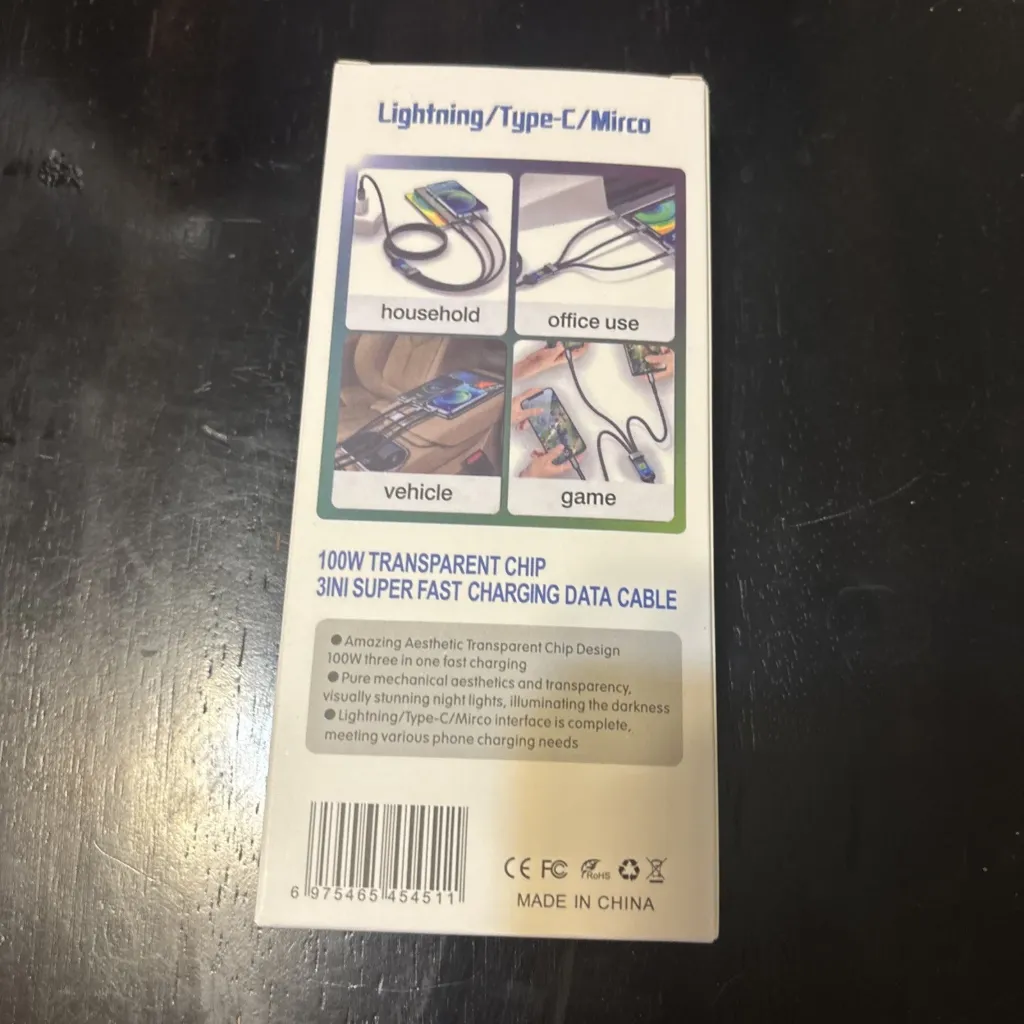 Lightning/Type-C/Mirco
household
office use
vehicle
game
100W TRANSPARENT CHIP
3INI SUPER FAST CHARGING DATA CABLE
● Amazing Aesthetic Transparent Chip Design
100W three in one fast charging
● Pure mechanical aesthetics and transparency,
visually stunning night lights, illuminating the darkness
● Lightning/Type-C/Mirco interface is complete,
meeting various phone charging needs
6 975465 454511
CE FC RoHS
MADE IN CHINA